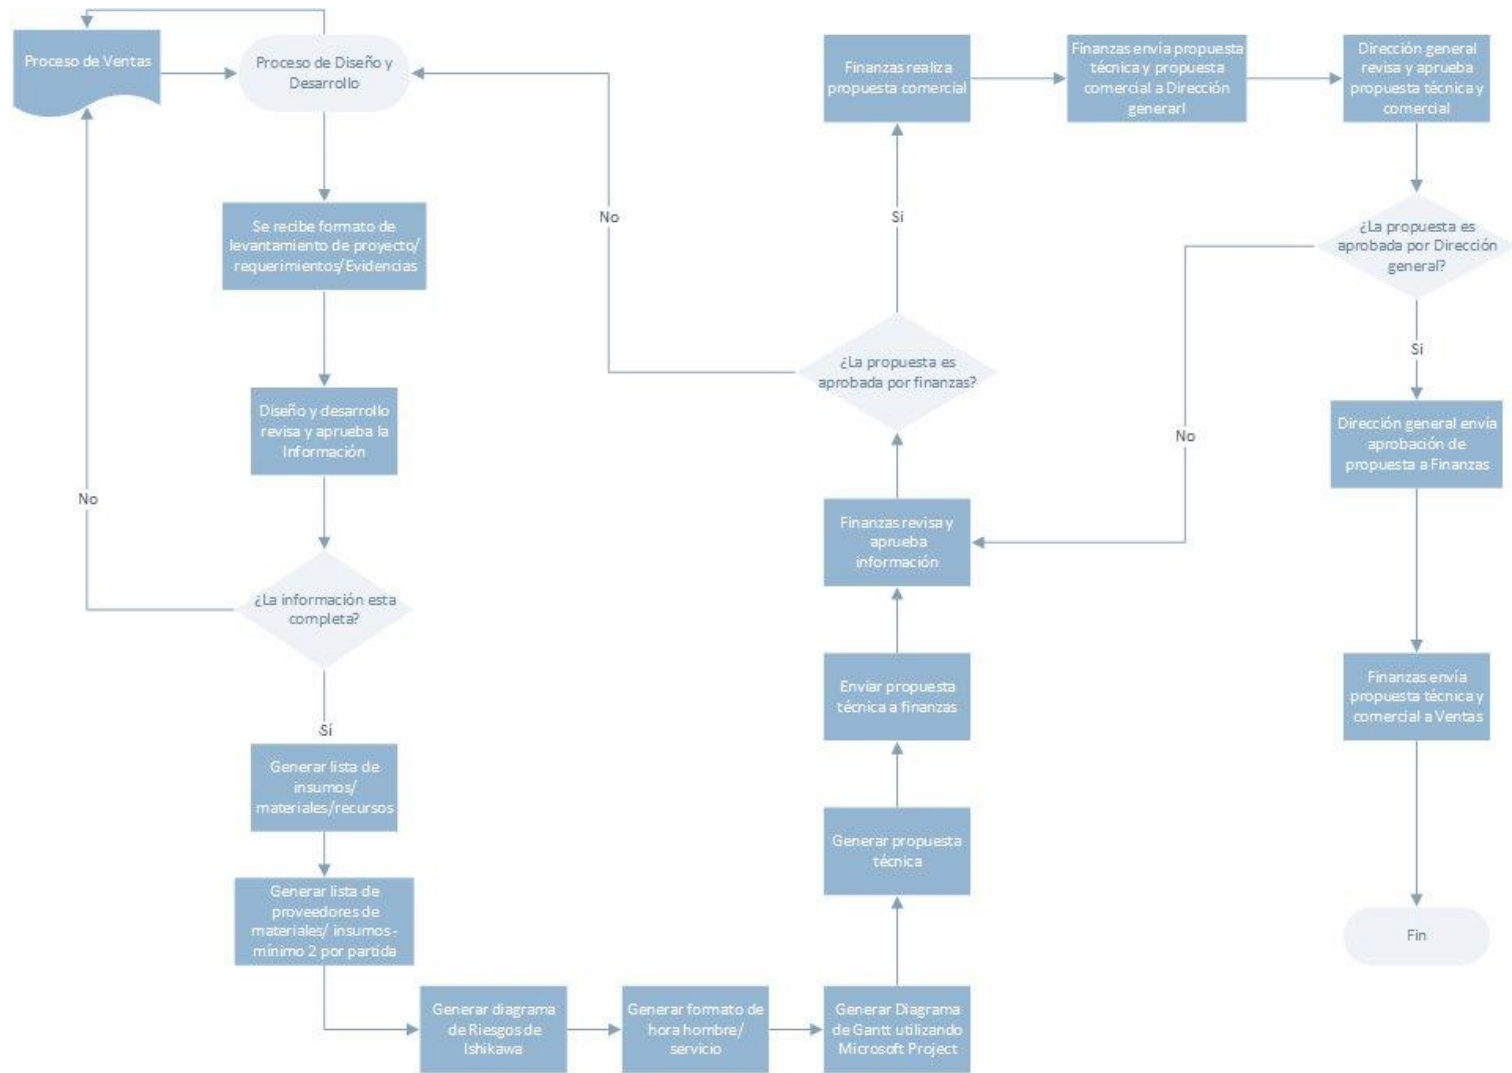 Proceso de Ventas
Proceso de Diseño y
Desarrollo
Se recibe formato de
levantamiento de proyecto/
requerimientos/Evidencias
Diseño y desarrollo
revisa y aprueba la
Información
No
¿La información esta
completa?
Sí
Generar lista de
insumos/
materiales/recursos
Generar lista de
proveedores de
materiales/ insumos-
mínimo 2 por partida
Generar diagrama
de Riesgos de
Ishikawa
Generar formato de
hora hombre/
servicio
Generar Diagrama
de Gantt utilizando
Microsoft Project
Generar propuesta
técnica
Enviar propuesta
técnica a finanzas
Finanzas revisa y
aprueba
información
¿La propuesta es
aprobada por finanzas?
No
Si
Finanzas realiza
propuesta comercial
Finanzas envía propuesta
técnica y propuesta
comercial a Dirección
generarl
Dirección general
revisa y aprueba
propuesta técnica y
comercial
¿La propuesta es
aprobada por Dirección
general?
No
Si
Dirección general envía
aprobación de
propuesta a Finanzas
Finanzas envía
propuesta técnica y
comercial a Ventas
Fin